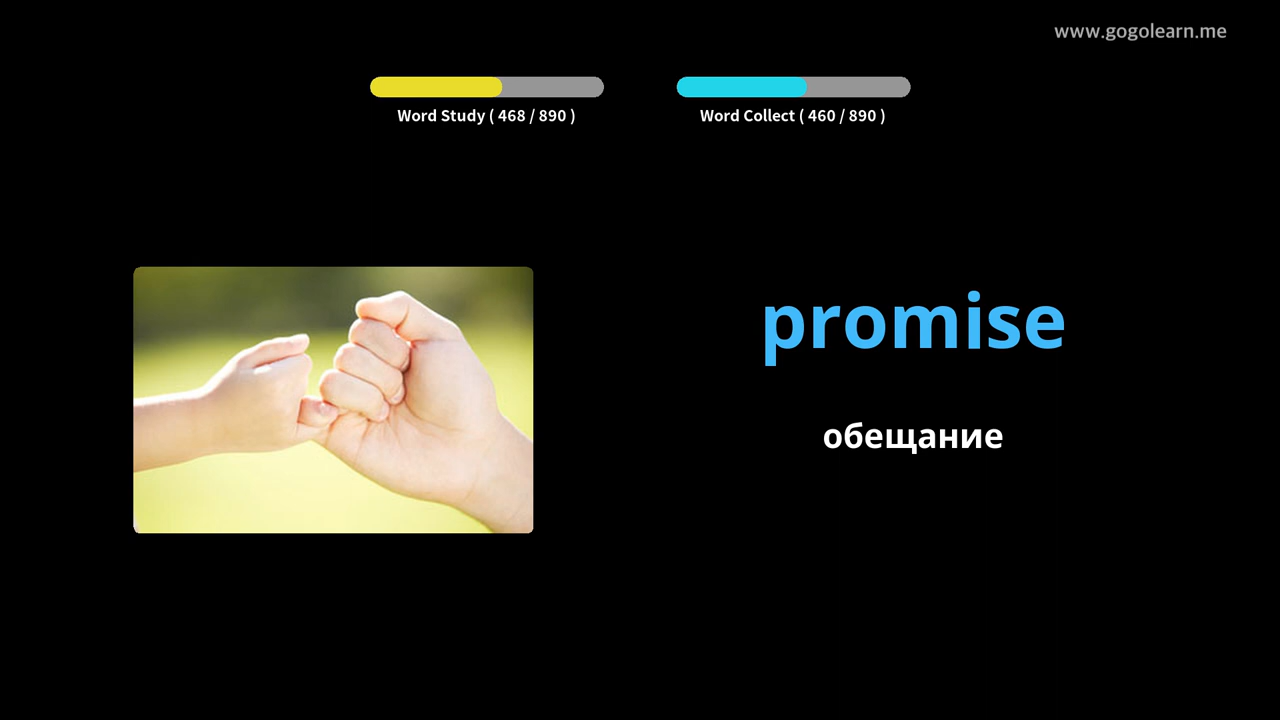 www.gogolearn.me
Word Study ( 468 / 890 )
Word Collect ( 460 / 890 )
promise
обещание